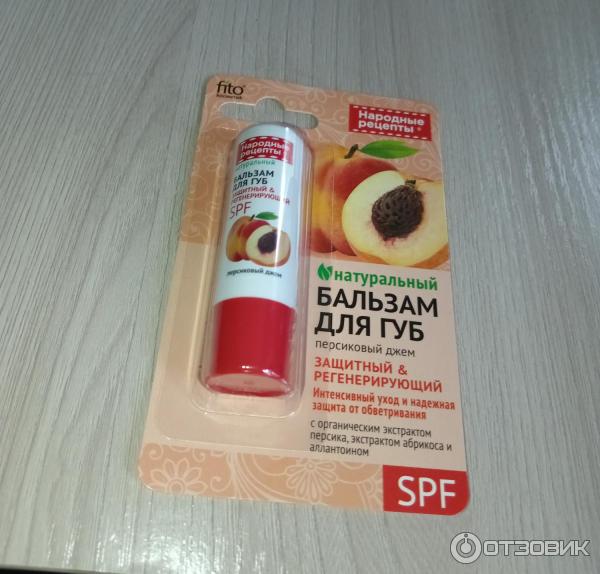 fito
косметик
Народные
рецепты®
натуральный
БАЛЬЗАМ
ДЛЯ ГУБ
персиковый джем
ЗАЩИТНЫЙ &
РЕГЕНЕРИРУЮЩИЙ
Интенсивный уход и надежная
защита от обветривания
с органическим экстрактом
персика, экстрактом абрикоса и
аллантоином
SPF
Народные
рецепты
натуральный
БАЛЬЗАМ
ДЛЯ ГУБ
ЗАЩИТНЫЙ &
РЕГЕНЕРИРУЮЩИЙ
SPF
персиковый джем
ОТЗОВИК